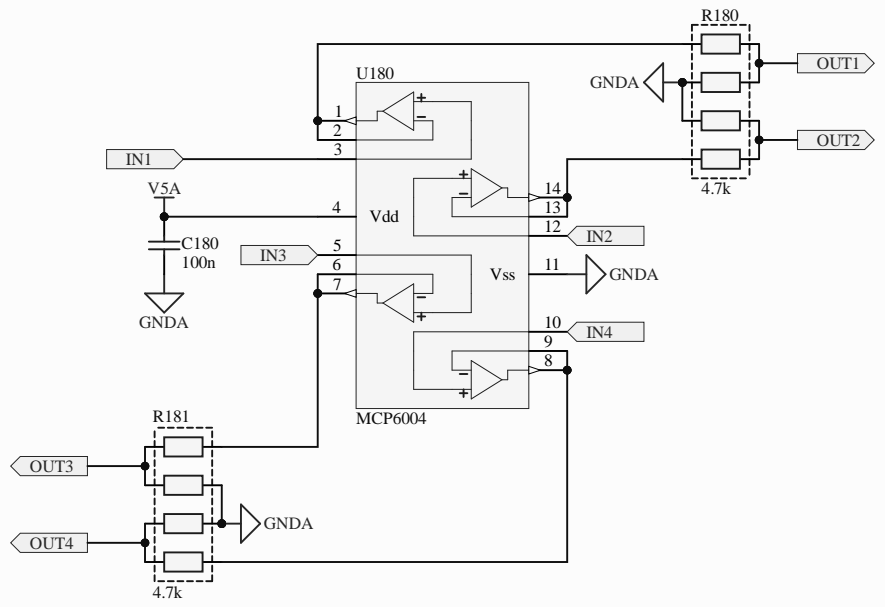 R180
OUT1
GNDA
OUT2
4.7k
U180
1
+
−
2
3
IN1
+
−
14
13
12
IN2
V5A
4
Vdd
C180
100n
GNDA
IN3
5
6
7
−
+
Vss
11
GNDA
10
IN4
9
8
−
+
MCP6004
R181
OUT3
GNDA
OUT4
4.7k